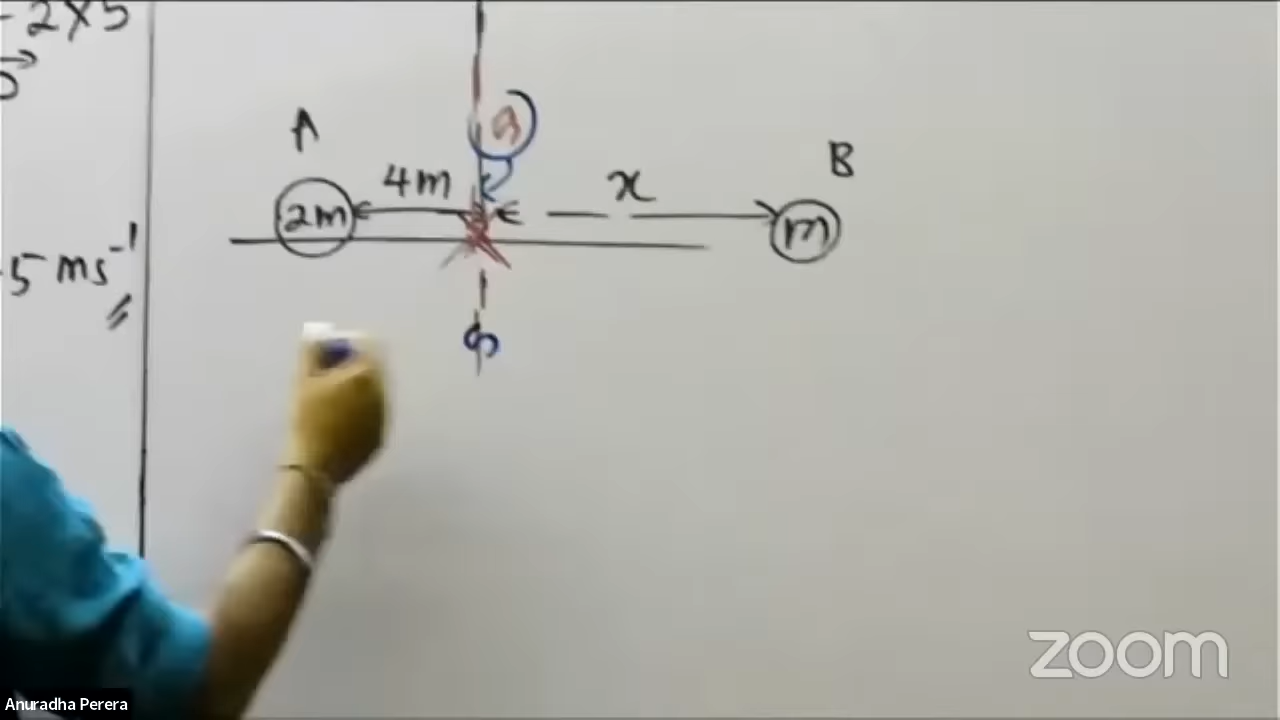 - 2 x 5
5 ms⁻¹
A
B
4m
x
2m
m
G
zoom
Anuradha Perera